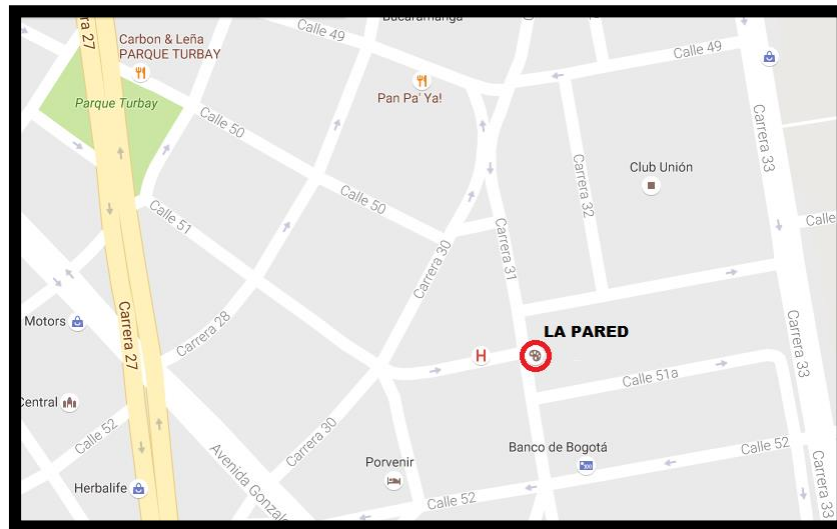 Bucaramanga
ra 27
Carbon & Leña
PARQUE TURBAY
Calle 49
Calle 49
Pan Pa' Ya!
Parque Turbay
Calle 50
Carrera 33
Carrera 32
Club Unión
Calle 50
Calle 51
Calle
Carrera 30
Carrera 31
Motors
Carrera 27
Carrera 28
LA PARED
H
Carrera 33
Calle 51a
Central
Calle 52
Carrera 30
Avenida Gonzalo
Porvenir
Banco de Bogotá
Calle 52
Carrera 33
Herbalife
Calle 52